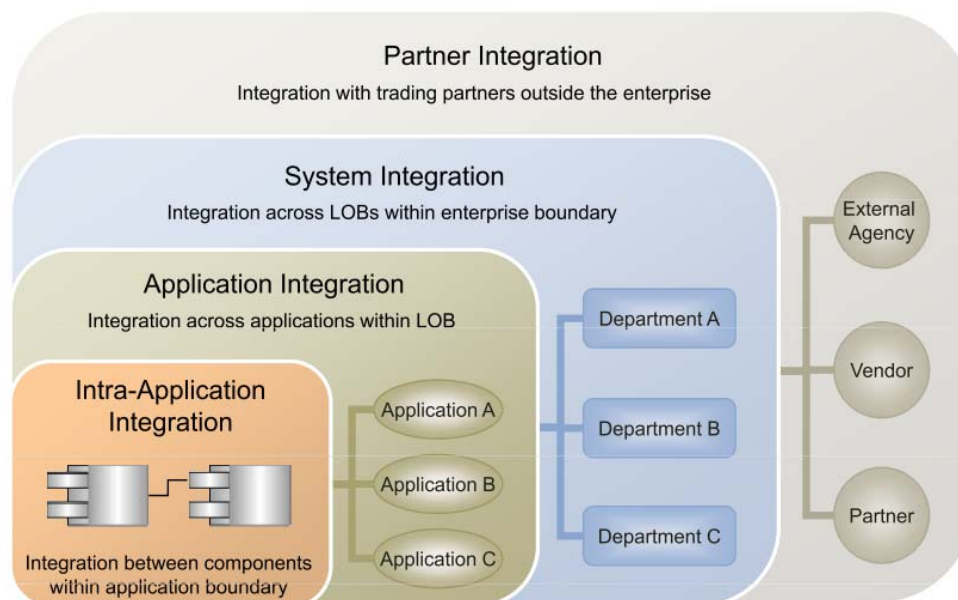 Partner Integration
Integration with trading partners outside the enterprise
System Integration
Integration across LOBs within enterprise boundary
External
Agency
Application Integration
Integration across applications within LOB
Department A
Vendor
Intra-Application
Integration
Application A
Department B
Application B
Partner
Department C
Application C
Integration between components
within application boundary